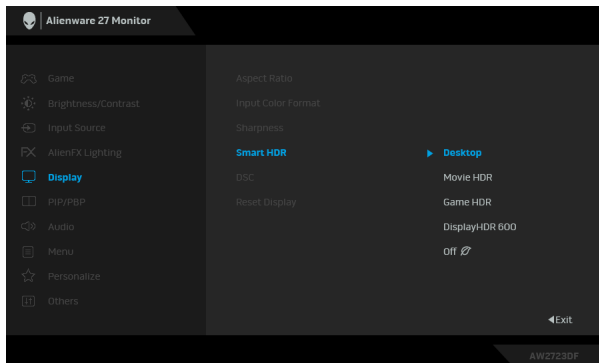 Alienware 27 Monitor
Game
Brightness/Contrast
Input Source
AlienFX Lighting
Display
PIP/PBP
Audio
Menu
Personalize
Others
Aspect Ratio
Input Color Format
Sharpness
Smart HDR
DSC
Reset Display
Desktop
Movie HDR
Game HDR
DisplayHDR 600
Off
Exit
AW2723DF